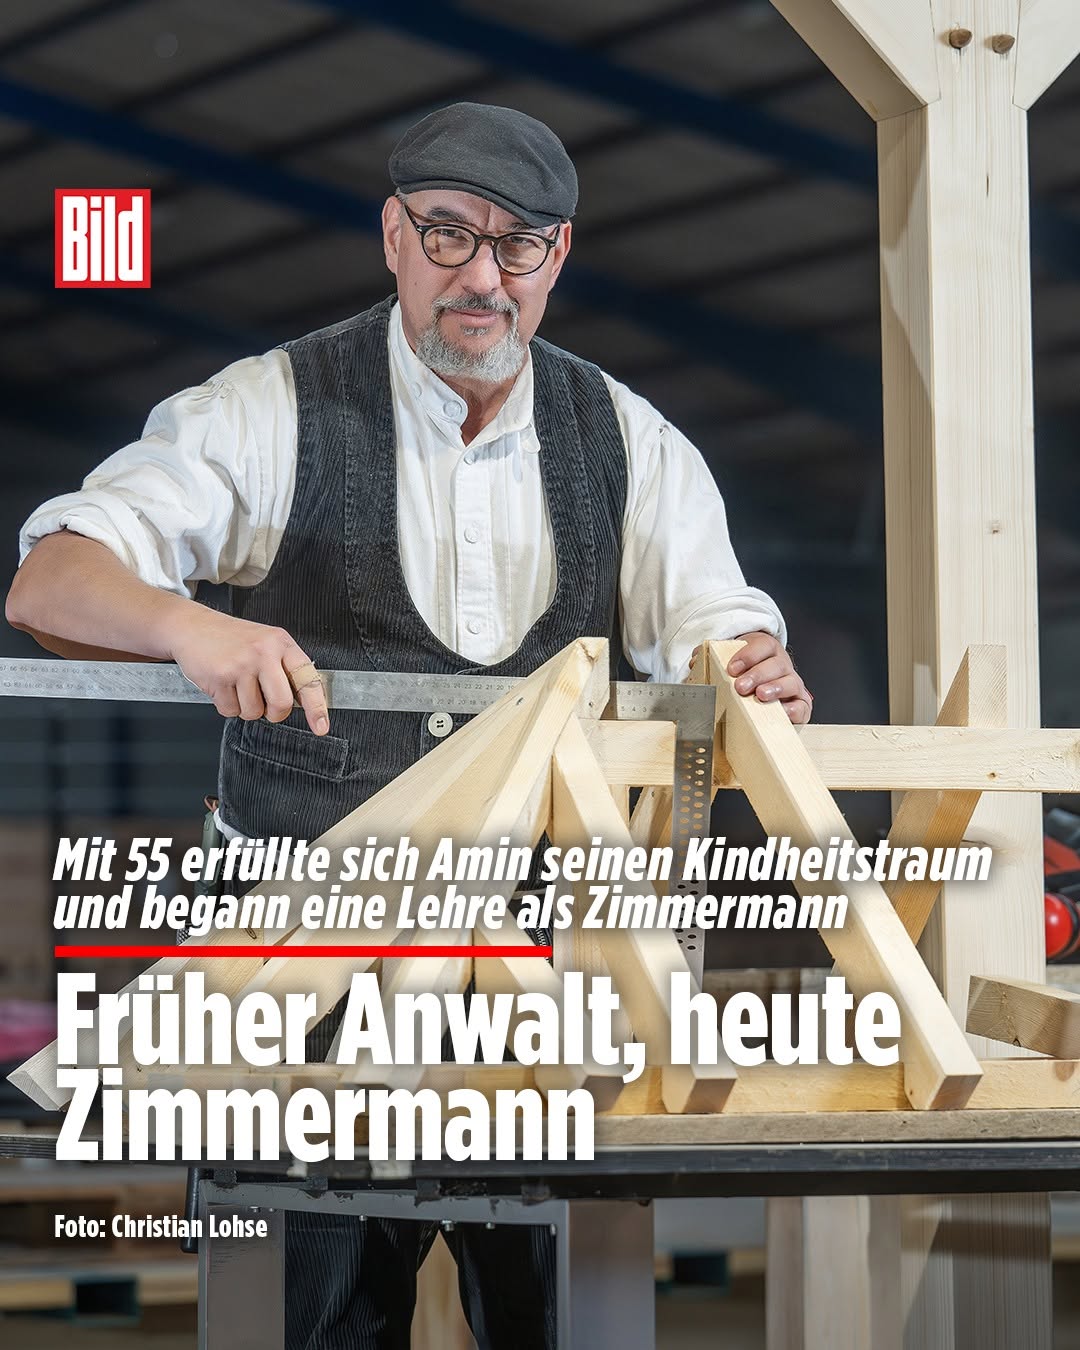 Bild
Mit 55 erfüllte sich Amin seinen Kindheitstraum
und begann eine Lehre als Zimmermann
Früher Anwalt, heute
Zimmermann
Foto: Christian Lohse